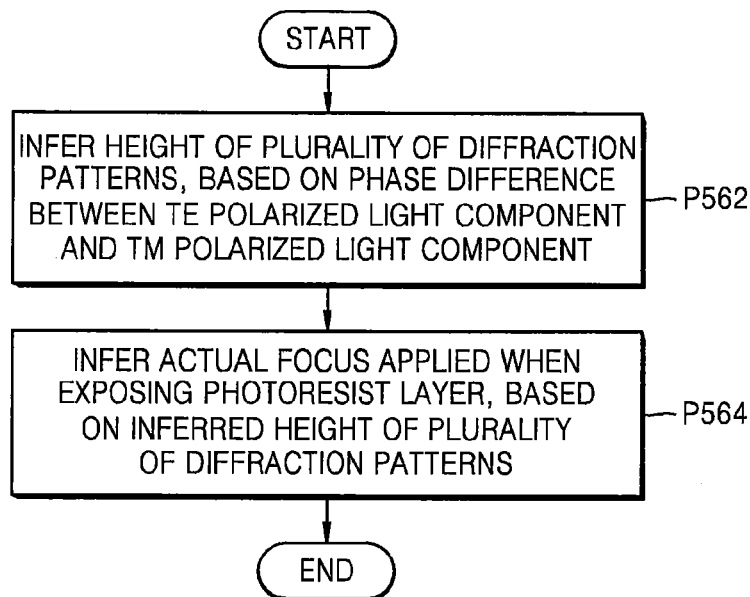 START
INFER HEIGHT OF PLURALITY OF DIFFRACTION
PATTERNS, BASED ON PHASE DIFFERENCE
BETWEEN TE POLARIZED LIGHT COMPONENT
AND TM POLARIZED LIGHT COMPONENT
P562
INFER ACTUAL FOCUS APPLIED WHEN
EXPOSING PHOTORESIST LAYER, BASED
ON INFERRED HEIGHT OF PLURALITY
OF DIFFRACTION PATTERNS
P564
END